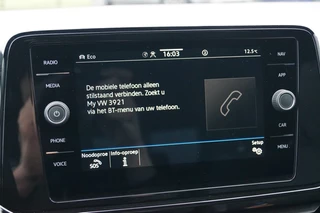 Eco
16:03
12.5°C
RADIO
NAV
MEDIA
APP
De mobiele telefoon alleen
stilstaand verbinden. Zoekt u
My VW 3921
via het BT-menu van uw telefoon.
PHONE
CAR
VOICE
MENU
Noodoproep
Info-oproep
Setup
SOS